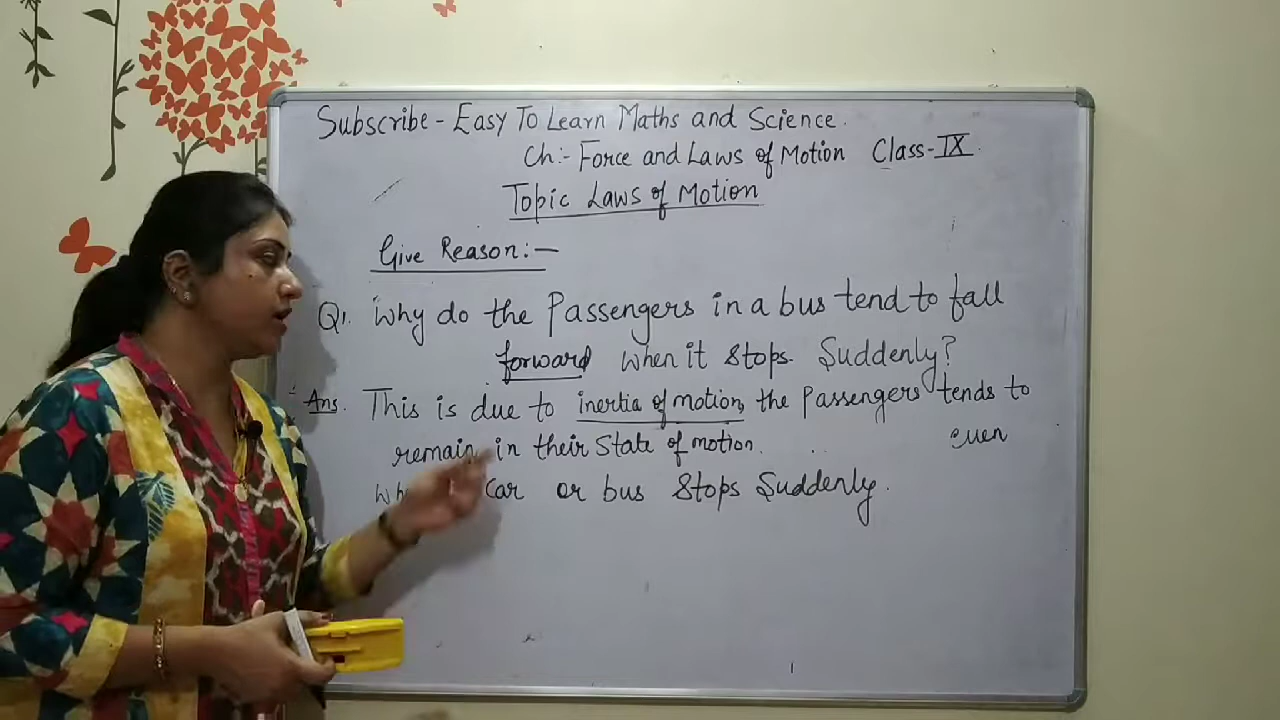 Subscribe - Easy To Learn Maths and Science.
Ch:- Force and Laws of Motion Class-IX
Topic Laws of Motion
Give Reason:-
Q1. Why do the Passengers in a bus tend to fall
forward when it Stops Suddenly?
Ans. This is due to inertia of motion, the Passengers tends to
remain in their State of motion. even
car or bus Stops Suddenly.